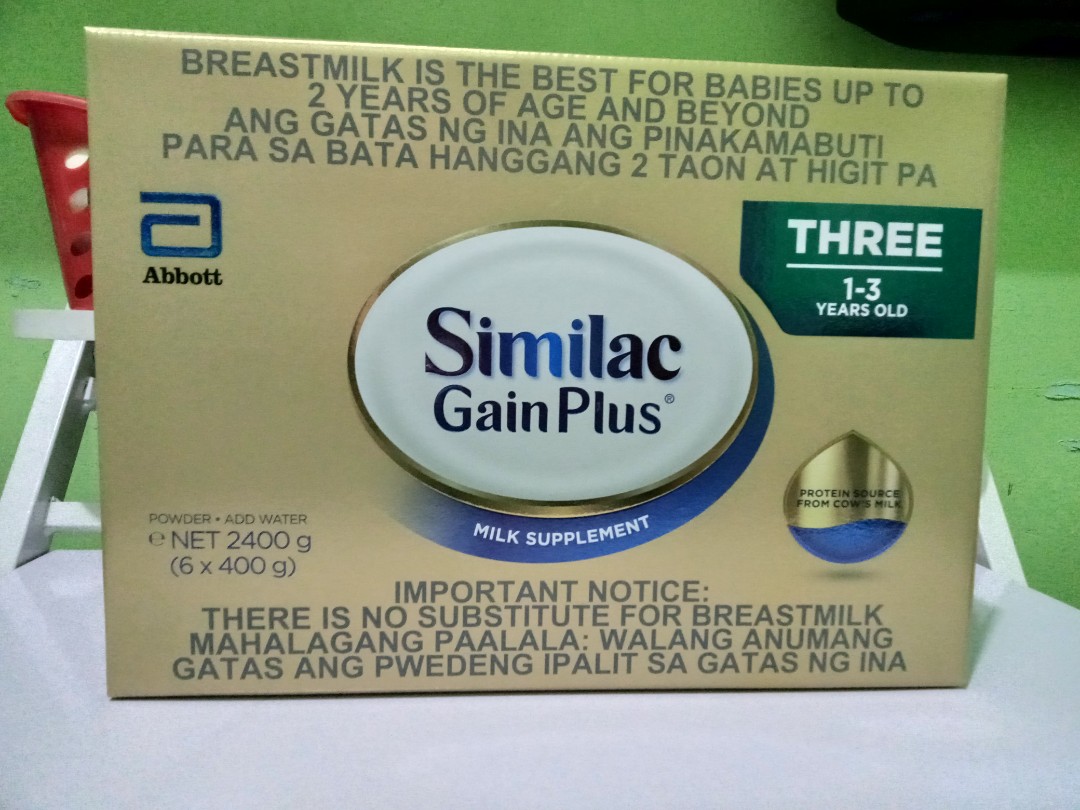 BREASTMILK IS THE BEST FOR BABIES UP TO
2 YEARS OF AGE AND BEYOND
ANG GATAS NG INA ANG PINAKAMABUTI
PARA SA BATA HANGGANG 2 TAON AT HIGIT PA
Abbott
THREE
1-3
YEARS OLD
Similac
Gain Plus®
MILK SUPPLEMENT
PROTEIN SOURCE
FROM COW'S MILK
POWDER • ADD WATER
℮ NET 2400 g
(6 x 400 g)
IMPORTANT NOTICE:
THERE IS NO SUBSTITUTE FOR BREASTMILK
MAHALAGANG PAALALA: WALANG ANUMANG
GATAS ANG PWEDENG IPALIT SA GATAS NG INA